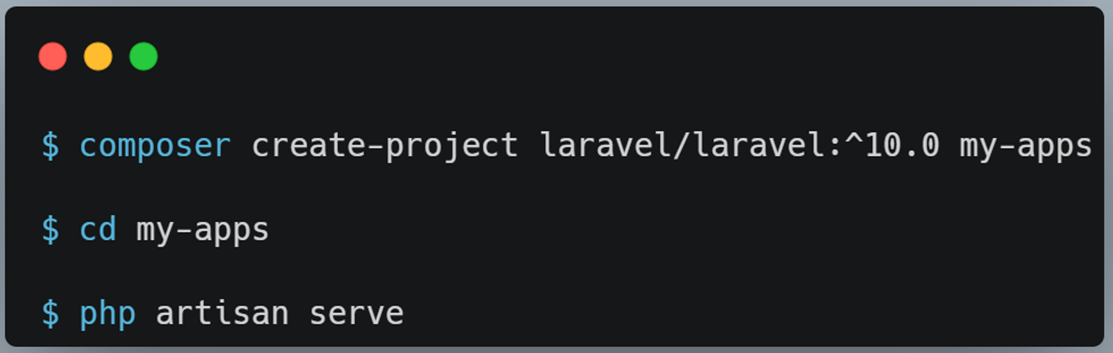 $ composer create-project laravel/laravel:^10.0 my-apps
$ cd my-apps
$ php artisan serve